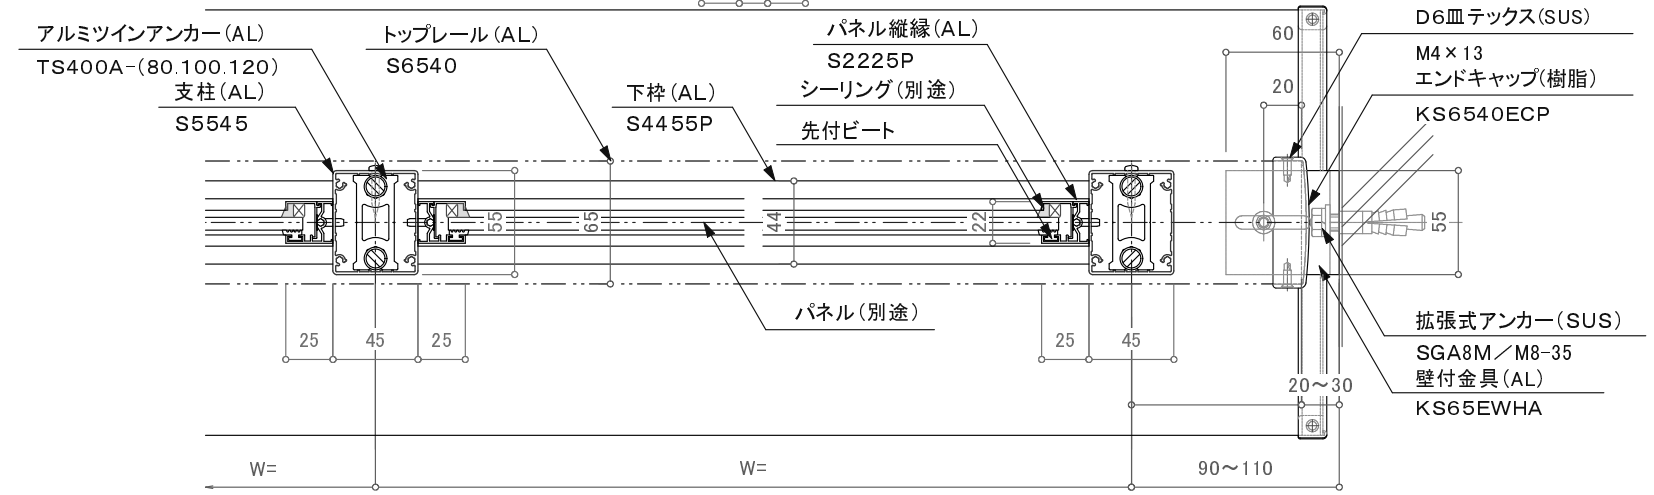 アルミツインアンカー(AL)
TS400A-(80.100.120)
支柱(AL)
S5545
トップレール(AL)
S6540
下枠(AL)
S4455P
パネル縦縁(AL)
S2225P
シーリング(別途)
先付ビート
D6皿テックス(SUS)
M4×13
エンドキャップ(樹脂)
KS6540ECP
60
20
55
65
44
22
55
パネル(別途)
拡張式アンカー(SUS)
SGA8M/M8-35
壁付金具(AL)
KS65EWHA
25
45
25
25
45
20~30
W=
W=
90~110